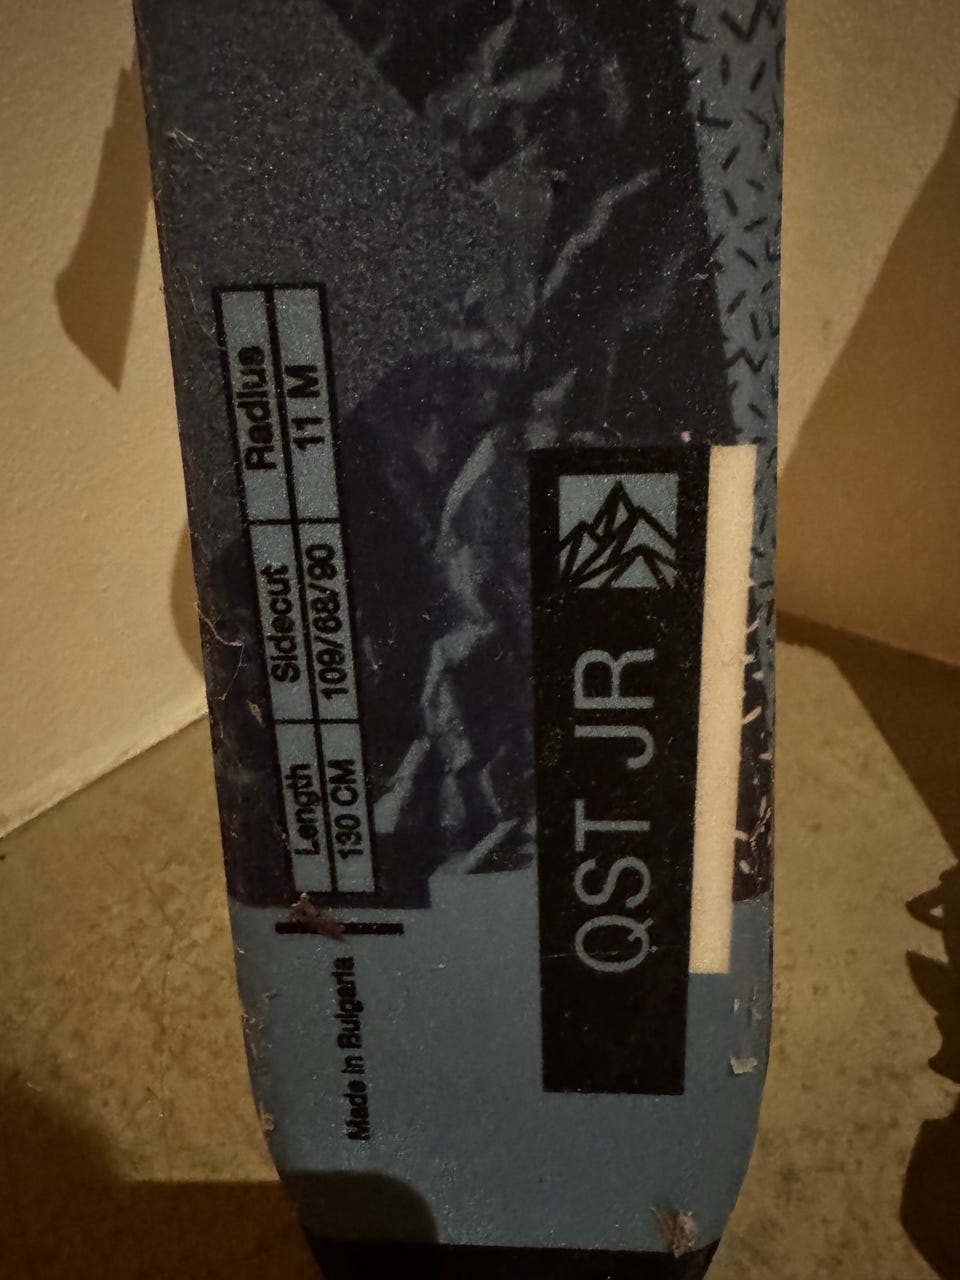 Length Sidecut Radius
130 CM 109/68/90 11 M
Made in Bulgaria
QST JR